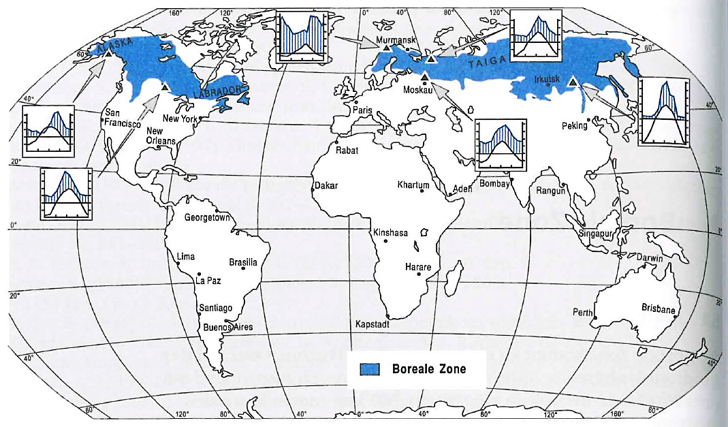 160°
120°
40°
0°
40°
120°
160°
ALASKA
Murmansk
60°
TAIGA
60°
LABRADOR
Irkutsk
Moskau
40°
San
Francisco
New York
Paris
Peking
40°
New
Orleans
20°
Rabat
20°
Dakar
Khartum
Aden
Bombay
Rangun
Georgetown
0°
Kinshasa
Singapur
0°
Lima
Brasilia
Harare
Darwin
La Paz
20°
Santiago
Perth
Brisbane
20°
Buenos Aires
Kapstadt
40°
Boreale Zone
40°
60°
120°
80°
40°
0°
40°
80°
120°
160°
60°